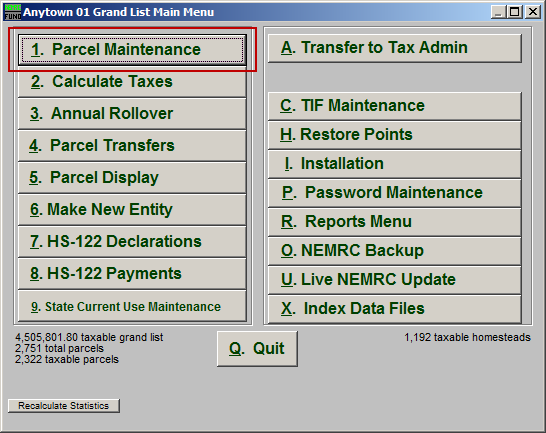 FUND
Anytown 01 Grand List Main Menu
1. Parcel Maintenance
2. Calculate Taxes
3. Annual Rollover
4. Parcel Transfers
5. Parcel Display
6. Make New Entity
7. HS-122 Declarations
8. HS-122 Payments
9. State Current Use Maintenance
A. Transfer to Tax Admin
C. TIF Maintenance
H. Restore Points
I. Installation
P. Password Maintenance
R. Reports Menu
O. NEMRC Backup
U. Live NEMRC Update
X. Index Data Files
4,505,801.80 taxable grand list
2,751 total parcels
2,322 taxable parcels
Q. Quit
1,192 taxable homesteads
Recalculate Statistics